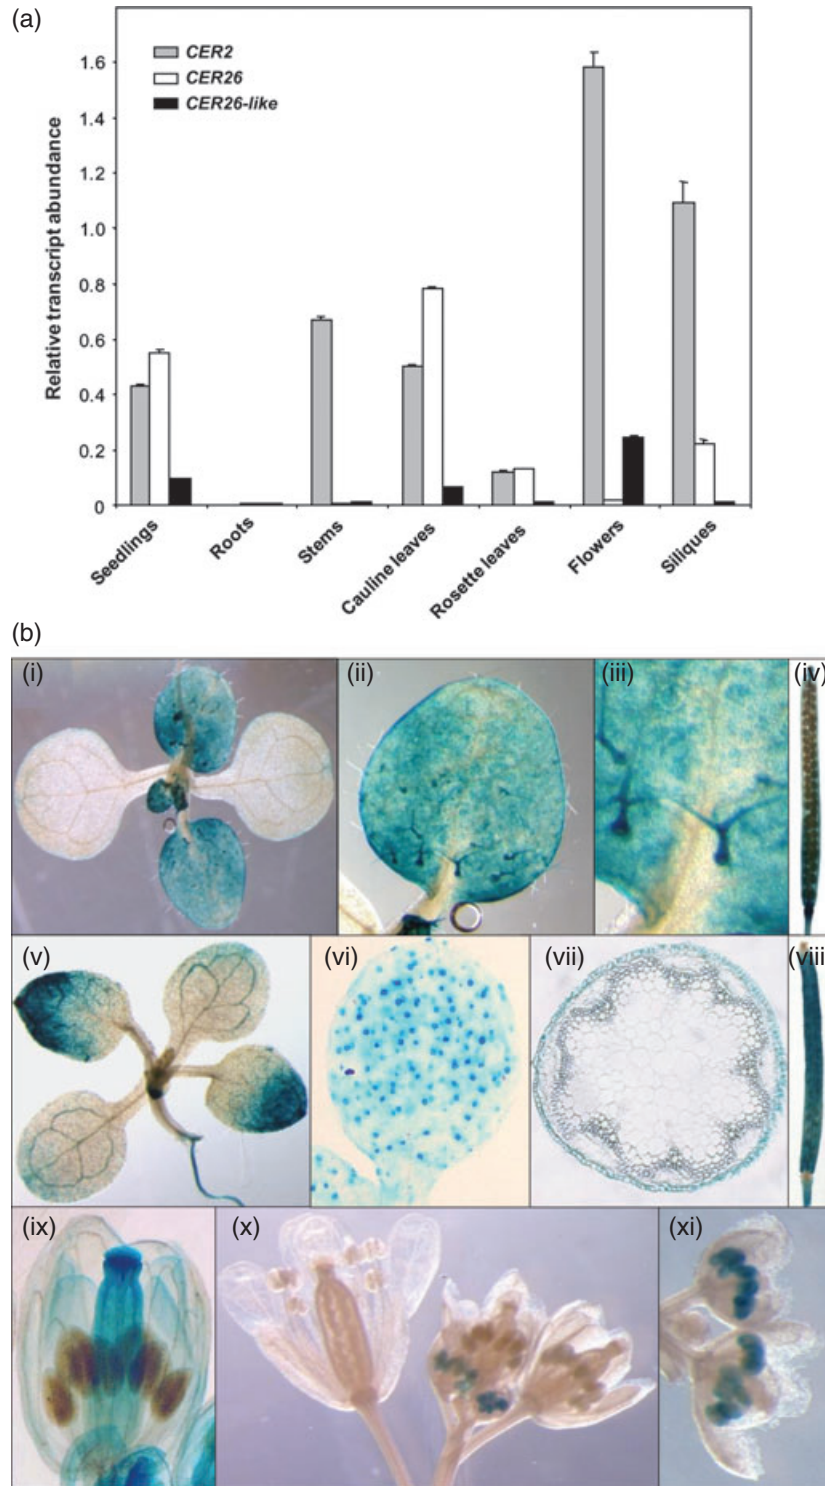 (a)
CER2
CER26
CER26-like
Relative transcript abundance
1.6
1.4
1.2
1.0
0.8
0.6
0.4
0.2
0
Seedlings
Roots
Stems
Cauline leaves
Rosette leaves
Flowers
Siliques
(b)
(i)
(ii)
(iii)
(iv)
(v)
(vi)
(vii)
(viii)
(ix)
(x)
(xi)